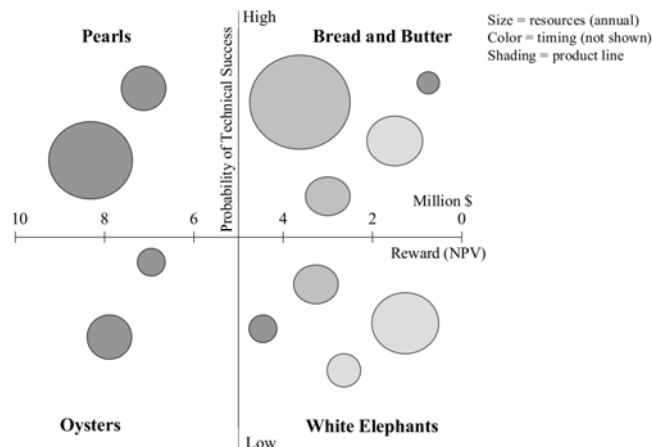 High
Pearls
Bread and Butter
Size = resources (annual)
Color = timing (not shown)
Shading = product line
Probability of Technical Success
Million $
10 8 6 4 2 0
Reward (NPV)
Oysters
White Elephants
Low